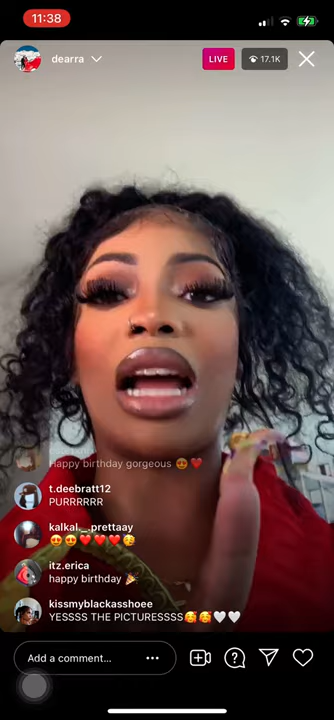 11:38
dearra
LIVE
17.1K
Happy birthday gorgeous 😍❤️
t.deebratt12
PURRRRRR
kalkal._.prettaay
😍😍❤️❤️❤️🥰
itz.erica
happy birthday 🎉
kissmyblackasshoee
YESSSS THE PICTURESSSS🥰🥰🤍🤍
Add a comment…